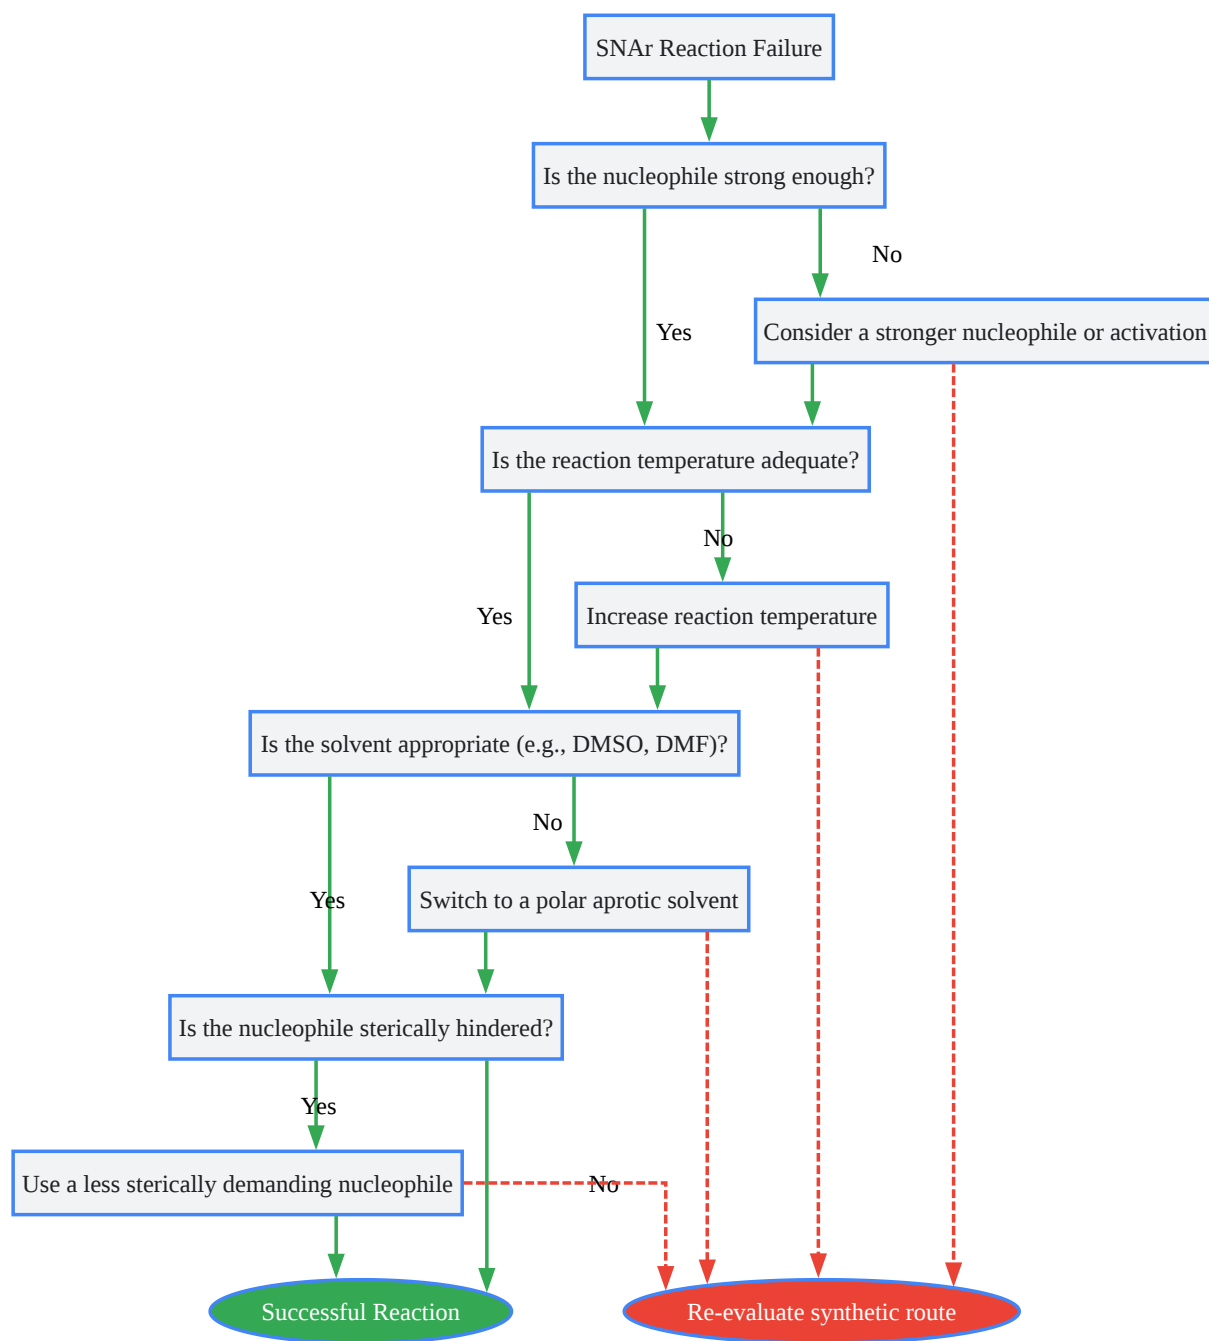 SNAr Reaction Failure
Is the nucleophile strong enough?
No
Yes
Consider a stronger nucleophile or activation
Is the reaction temperature adequate?
No
Yes
Increase reaction temperature
Is the solvent appropriate (e.g., DMSO, DMF)?
No
Yes
Switch to a polar aprotic solvent
Is the nucleophile sterically hindered?
Yes
Use a less sterically demanding nucleophile
No
Successful Reaction
Re-evaluate synthetic route